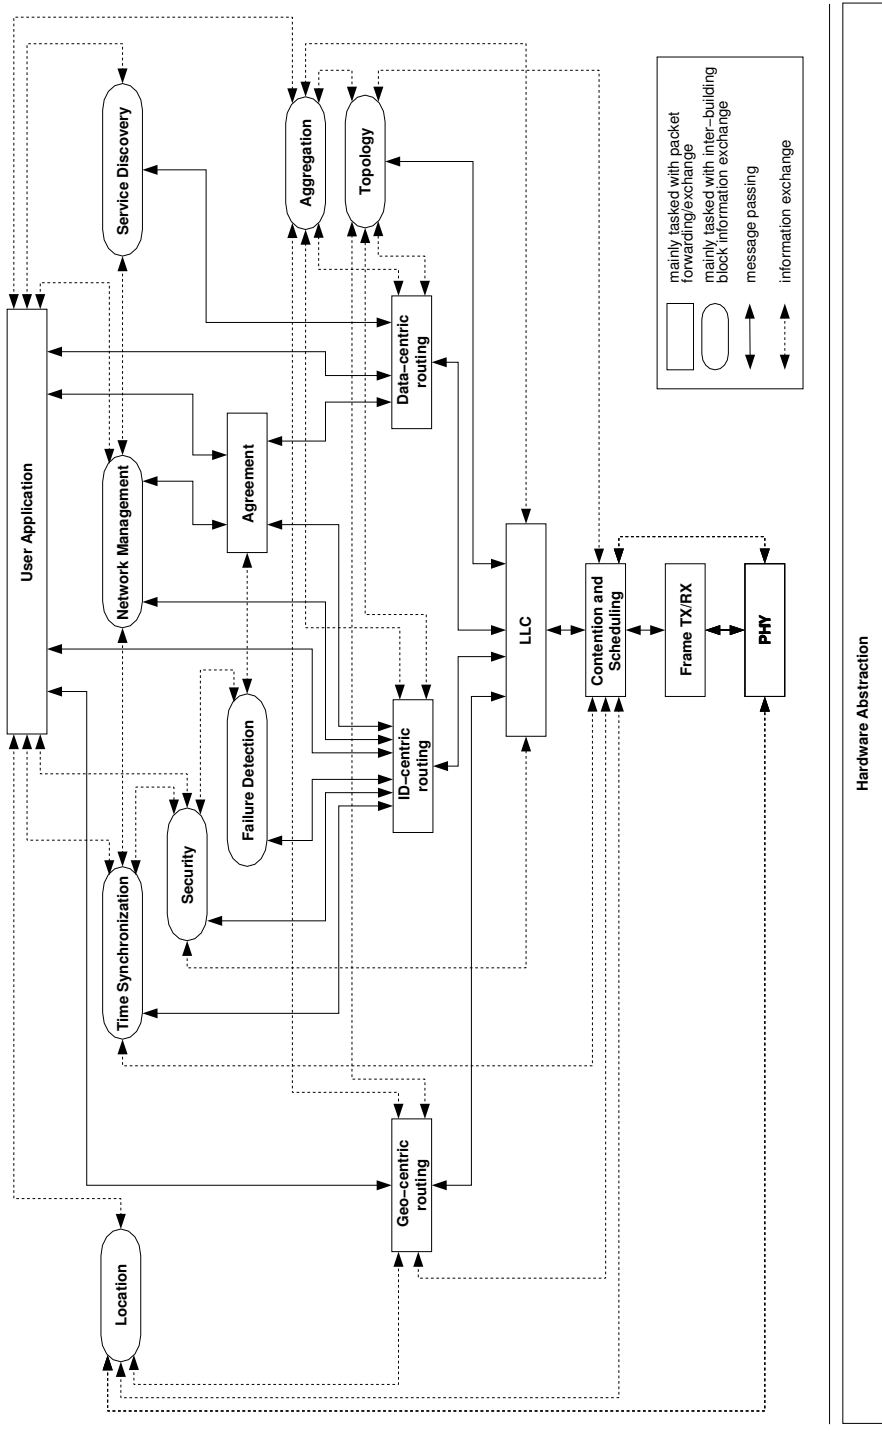 User Application
Location
Time Synchronization
Network Management
Service Discovery
Security
Failure Detection
Agreement
Aggregation
Topology
Geo−centric
routing
ID−centric
routing
Data−centric
routing
LLC
Contention and
Scheduling
Frame TX/RX
PHY
mainly tasked with packet
forwarding/exchange
mainly tasked with inter−building
block information exchange
message passing
information exchange
Hardware Abstraction